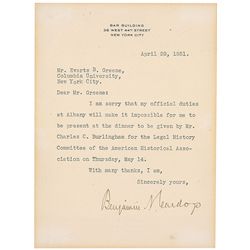 BAR BUILDING
36 WEST 44th STREET
NEW YORK CITY
April 29, 1931.
Mr. Evarts B. Greene,
Columbia University,
New York City.
Dear Mr. Greene:
I am sorry that my official duties
at Albany will make it impossible for me
to be present at the dinner to be given by Mr.
Charles C. Burlingham for the Legal History
Committee of the American Historical Asso-
ciation on Thursday, May 14.
With many thanks, I am,
Sincerely yours,
Benjamin N. Cardozo